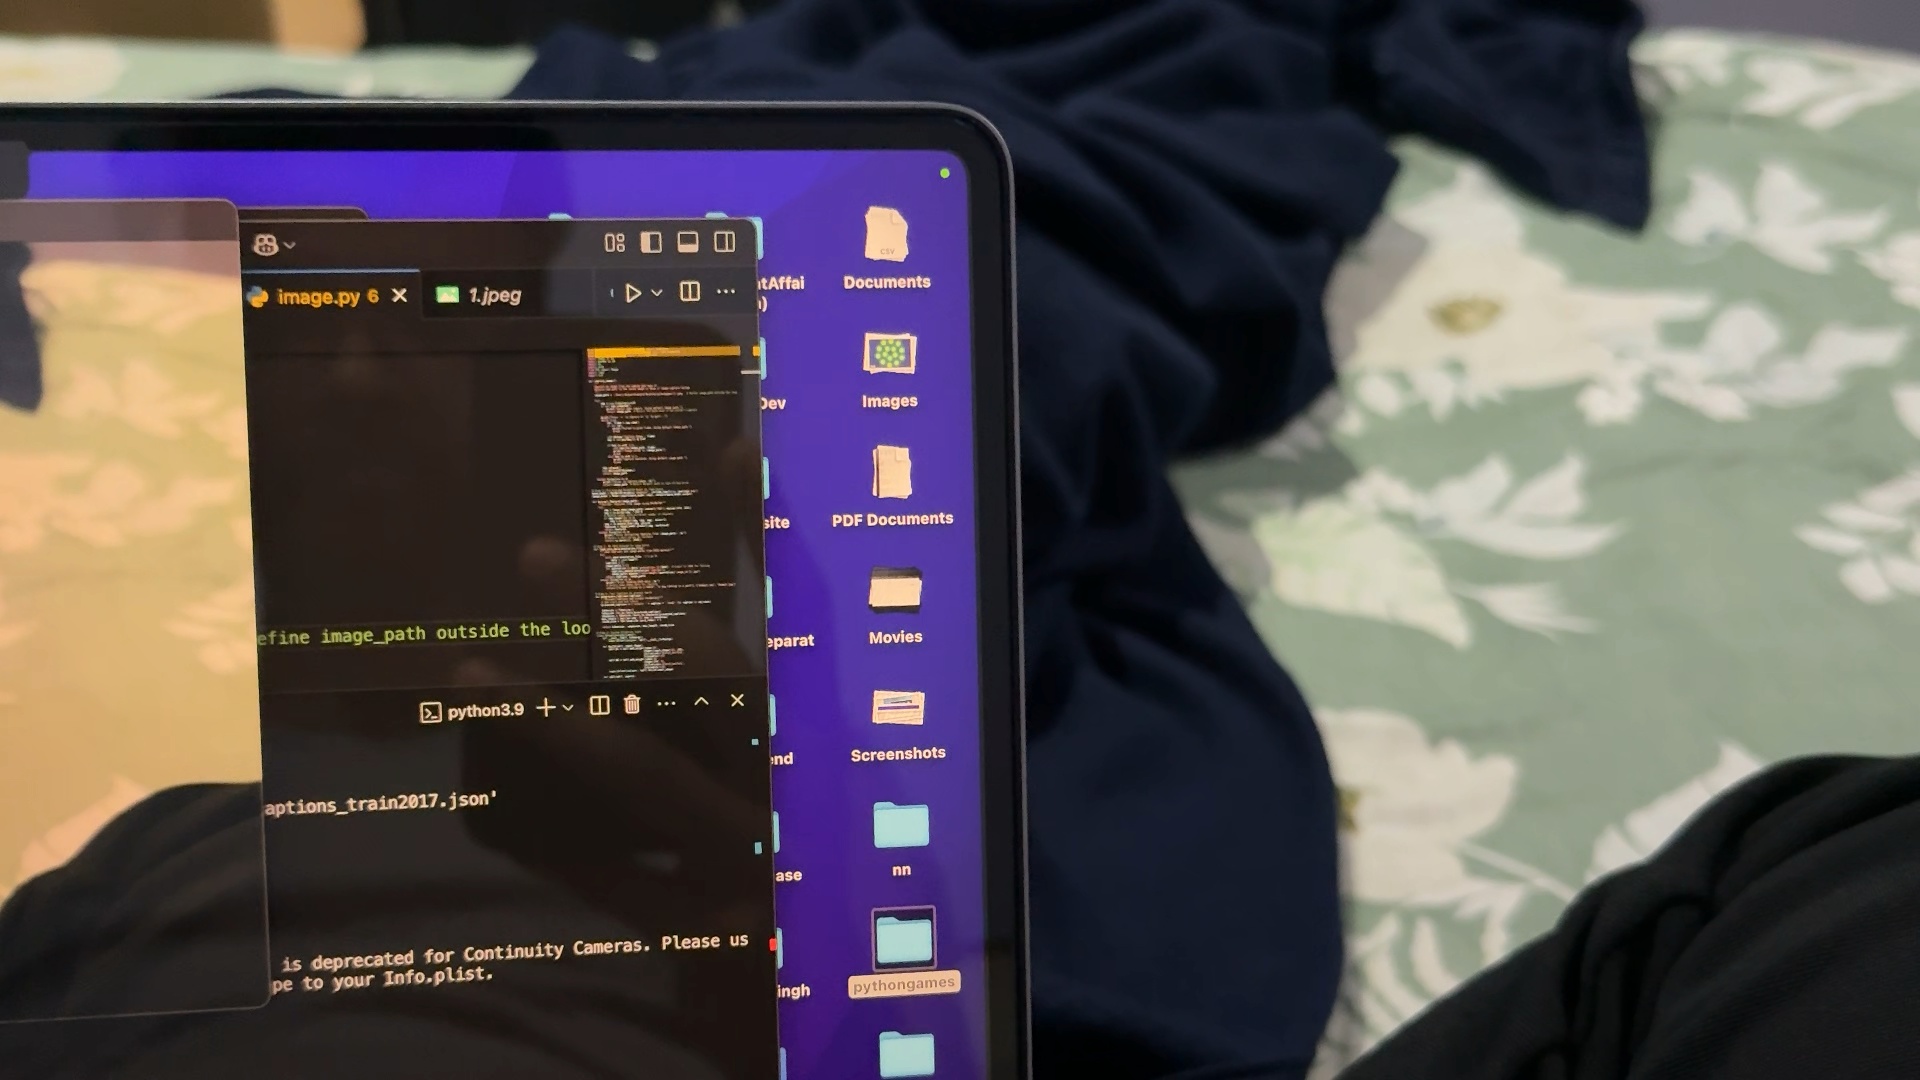 image.py 6
1.jpeg
efine image_path outside the loo
python3.9
aptions_train2017.json'
is deprecated for Continuity Cameras. Please us
pe to your Info.plist.
tAffai
)
Dev
site
eparat
nd
ase
ingh
CSV
Documents
Images
PDF Documents
Movies
Screenshots
nn
pythongames